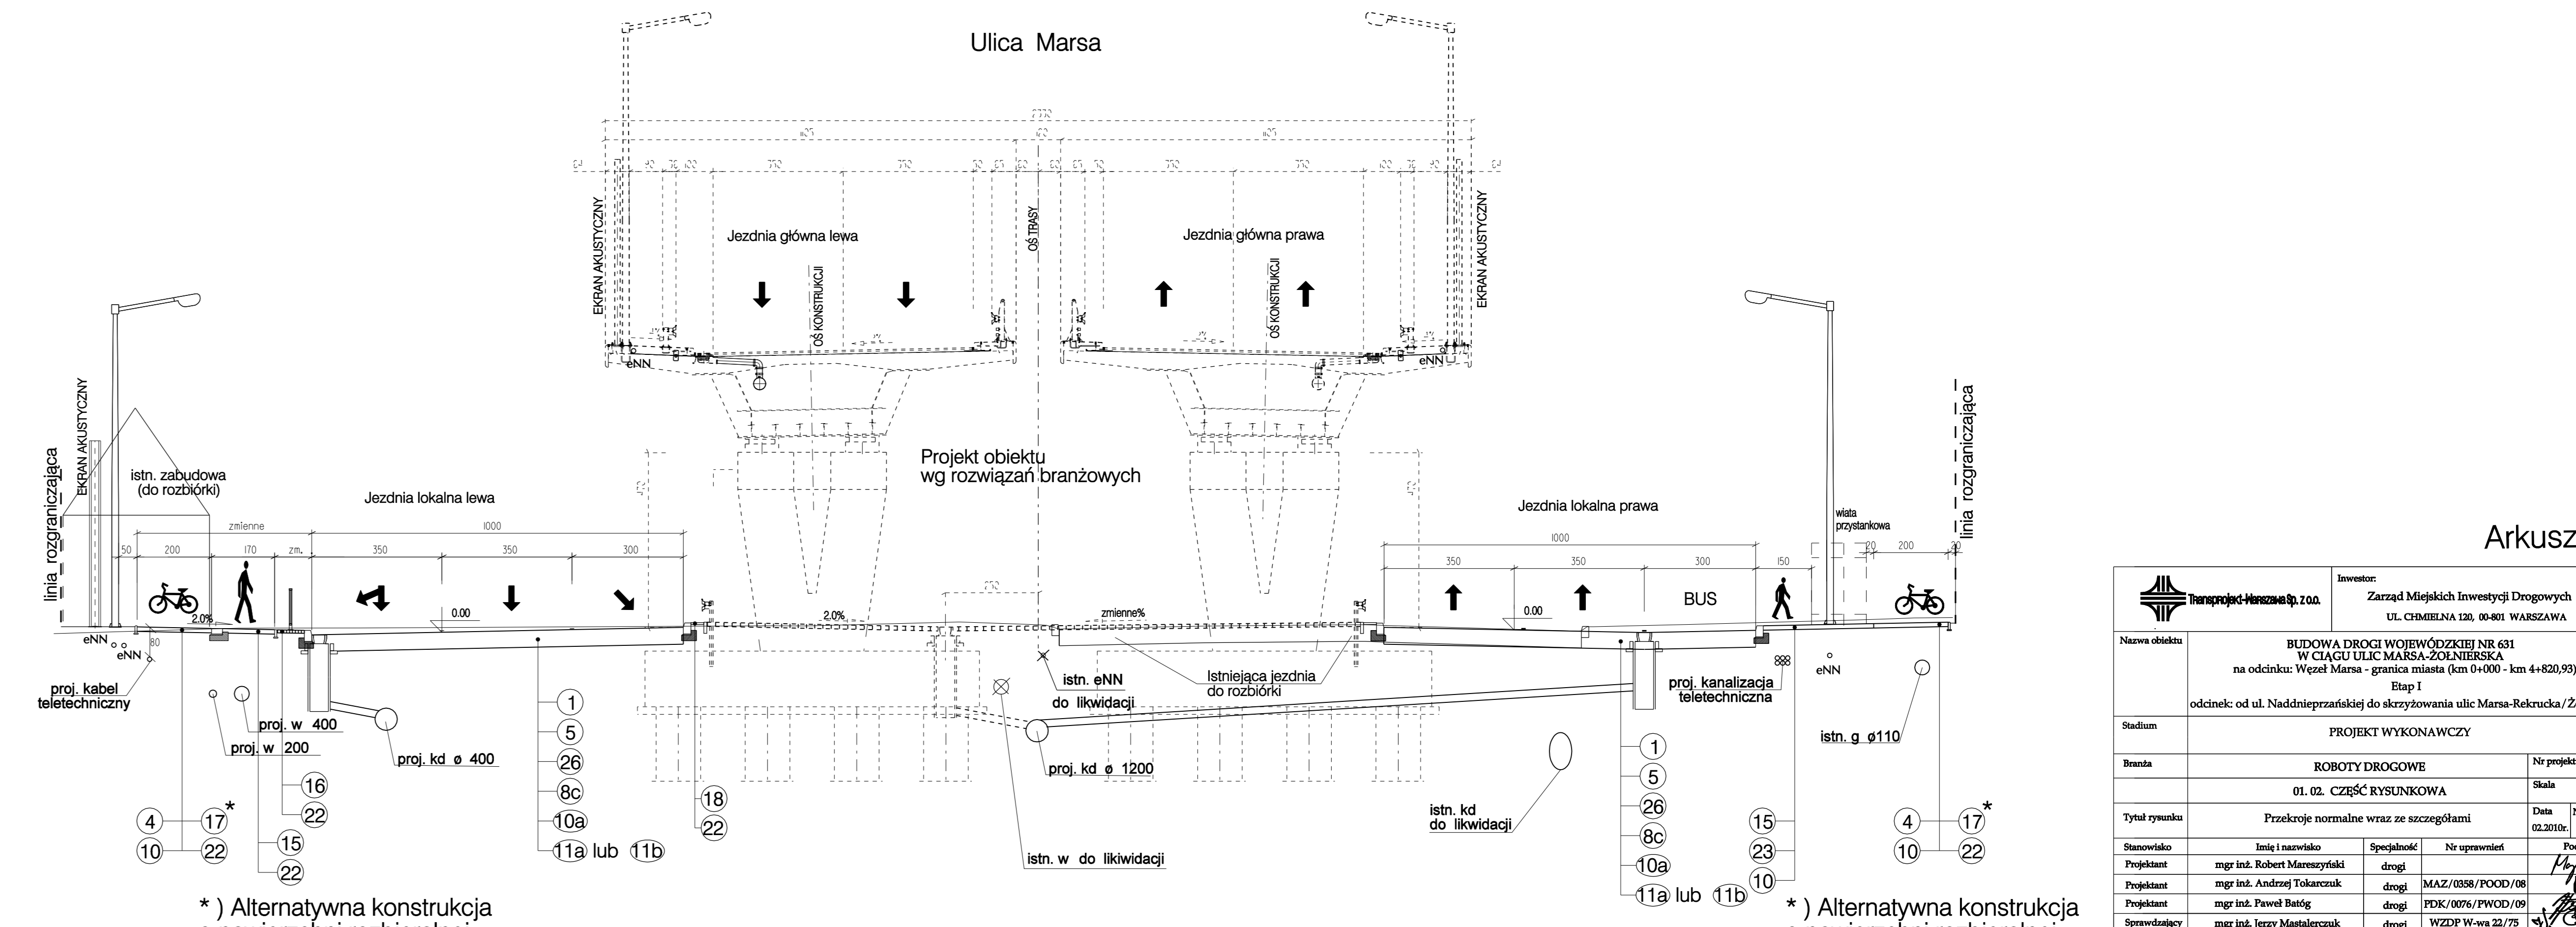 Ulica Marsa
1125
120
1125
350
350
350
350
EKRAN AKUSTYCZNY
Jezdnia główna lewa
OŚ KONSTRUKCJI
OŚ TRASY
Jezdnia główna prawa
OŚ KONSTRUKCJI
EKRAN AKUSTYCZNY
eNN
eNN
linia rozgraniczająca
EKRAN AKUSTYCZNY
istn. zabudowa
(do rozbiórki)
Jezdnia lokalna lewa
zmienne
1000
50
200
170
zm.
350
350
300
2.0%
0.00
80
eNN
eNN
proj. kabel
teletechniczny
proj. w 400
proj. w 200
proj. kd ø 400
Projekt obiektu
wg rozwiązań branżowych
2.0%
zmienne%
istn. eNN
do likwidacji
Istniejąca jezdnia
do rozbiórki
proj. kd ø 1200
istn. w do likiwidacji
istn. kd
do likwidacji
Jezdnia lokalna prawa
1000
350
350
300
150
20
200
20
BUS
0.00
wiata
przystankowa
linia rozgraniczająca
proj. kanalizacja
teletechniczna
eNN
istn. g ø110
4
17
*
10
22
16
22
15
22
1
5
26
8c
10a
11a lub 11b
18
22
1
5
26
8c
10a
11a lub 11b
15
23
10
4
17
*
10
22
* ) Alternatywna konstrukcja
* ) Alternatywna konstrukcja
Arkusz
Transprojekt-Warszawa Sp. z o.o.
Inwestor:
Zarząd Miejskich Inwestycji Drogowych
UL. CHMIELNA 120, 00-801 WARSZAWA
Nazwa obiektu
BUDOWA DROGI WOJEWÓDZKIEJ NR 631
W CIĄGU ULIC MARSA-ŻOŁNIERSKA
na odcinku: Węzeł Marsa - granica miasta (km 0+000 - km 4+820,93)
Etap I
odcinek: od ul. Naddnieprzańskiej do skrzyżowania ulic Marsa-Rekrucka/
Stadium
PROJEKT WYKONAWCZY
Branża
ROBOTY DROGOWE
Nr projekt
01. 02. CZĘŚĆ RYSUNKOWA
Skala
Tytuł rysunku
Przekroje normalne wraz ze szczegółami
Data
02.2010r.
Stanowisko Imię i nazwisko Specjalność Nr uprawnień
Projektant mgr inż. Robert Mareszyński drogi
Projektant mgr inż. Andrzej Tokarczuk drogi MAZ/0358/POOD/08
Projektant mgr inż. Paweł Batóg drogi PDK/0076/PWOD/09
Sprawdzający mgr inż. Jerzy Mastalerczuk drogi WZDP W-wa 22/75